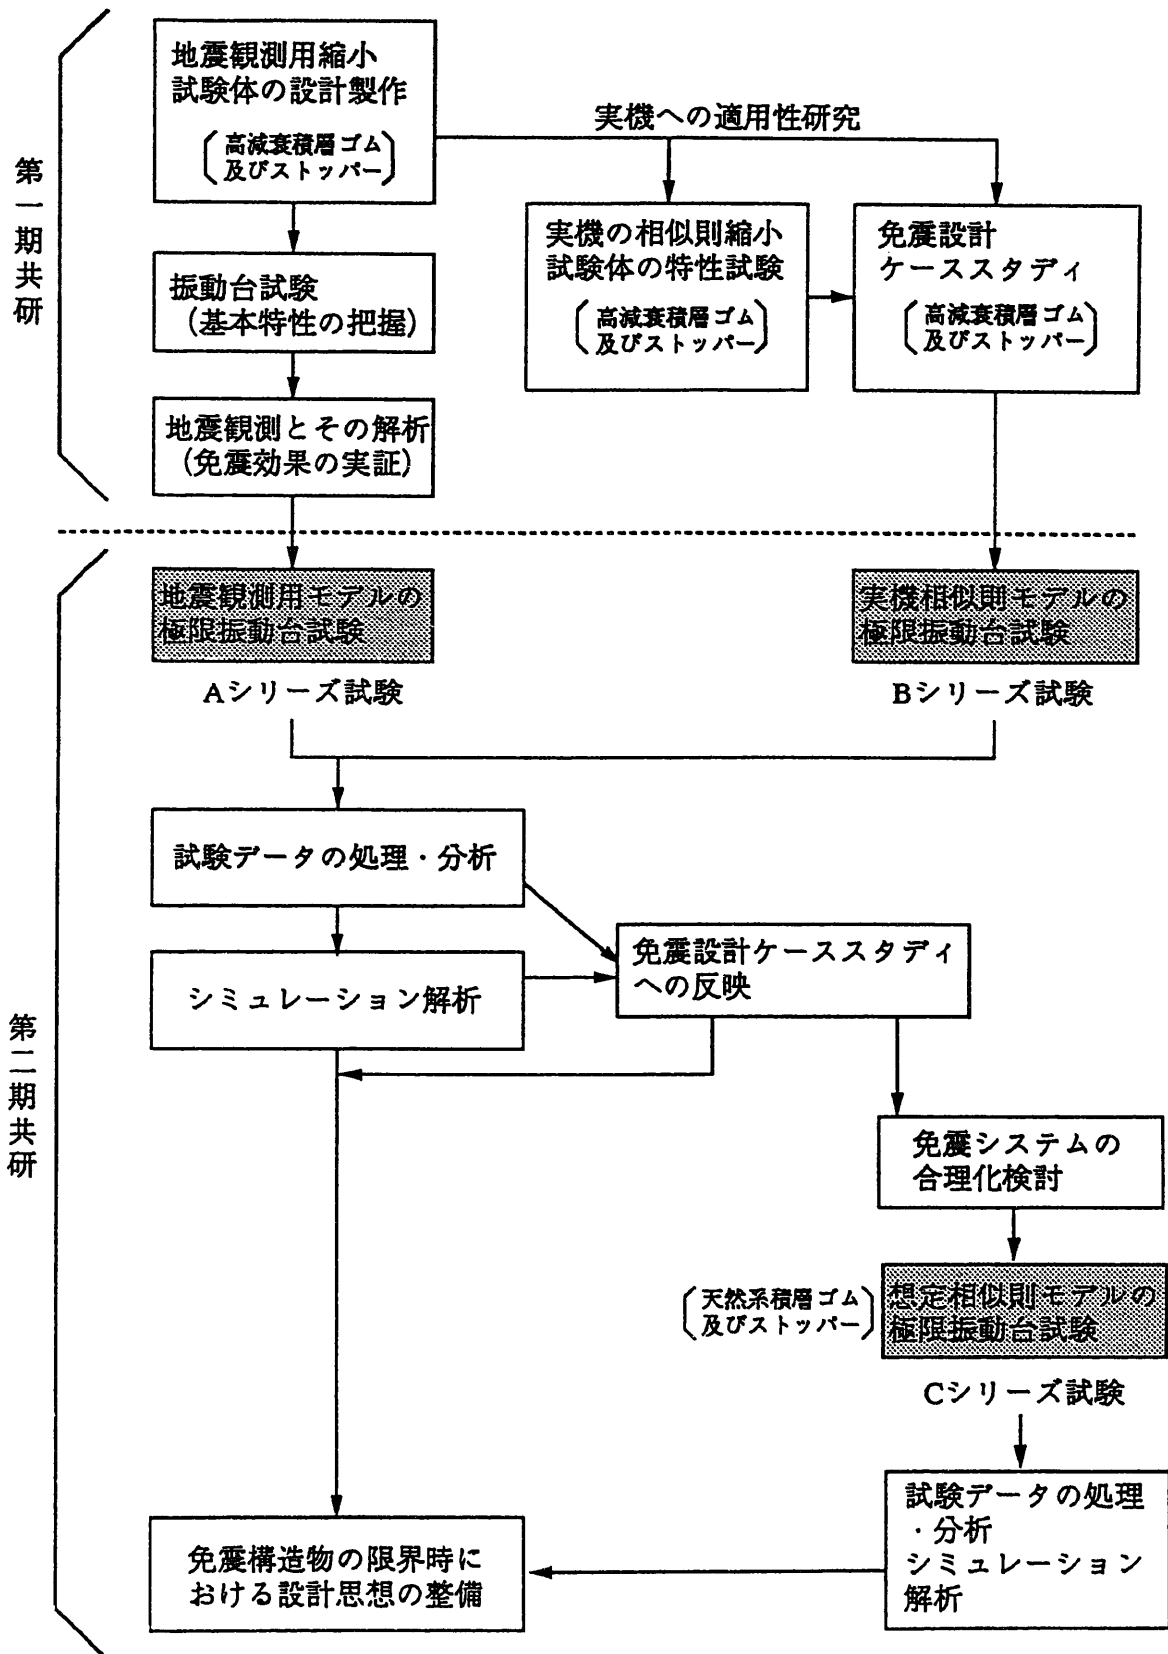 第一期共研
地震観測用縮小
試験体の設計製作
高減衰積層ゴム
及びストッパー
実機への適用性研究
振動台試験
(基本特性の把握)
実機の相似則縮小
試験体の特性試験
高減衰積層ゴム
及びストッパー
免震設計
ケーススタディ
高減衰積層ゴム
及びストッパー
地震観測とその解析
(免震効果の実証)
第二期共研
地震観測用モデルの
極限振動台試験
Aシリーズ試験
実機相似則モデルの
極限振動台試験
Bシリーズ試験
試験データの処理・分析
シミュレーション解析
免震設計ケーススタディ
への反映
免震システムの
合理化検討
天然系積層ゴム
及びストッパー
想定相似則モデルの
極限振動台試験
Cシリーズ試験
試験データの処理
・分析
シミュレーション
解析
免震構造物の限界時に
おける設計思想の整備